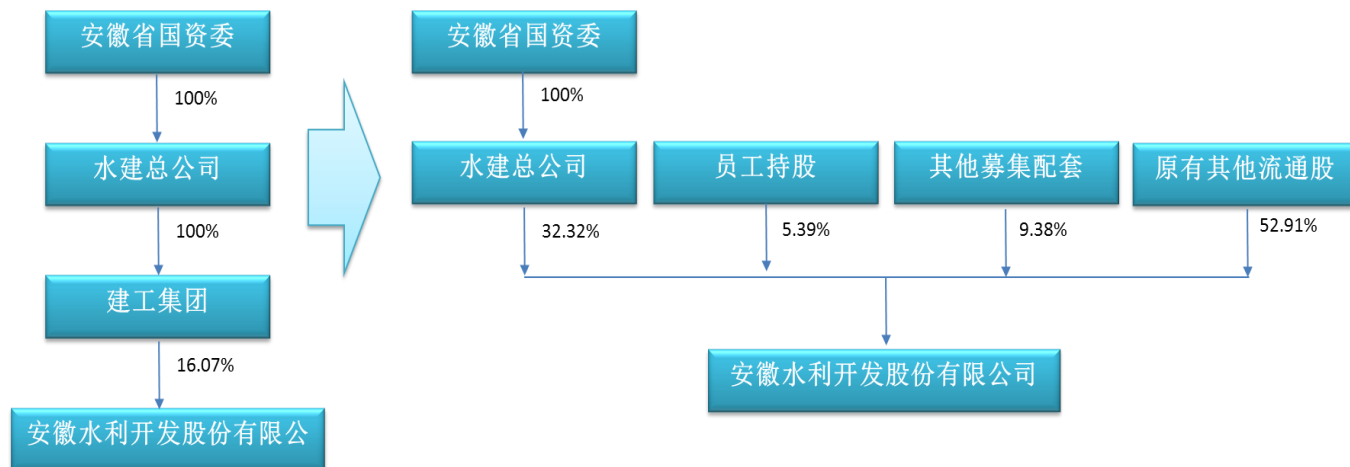 安徽省国资委
100%
水建总公司
100%
建工集团
16.07%
安徽水利开发股份有限公
安徽省国资委
100%
水建总公司
员工持股
其他募集配套
原有其他流通股
32.32%
5.39%
9.38%
52.91%
安徽水利开发股份有限公司